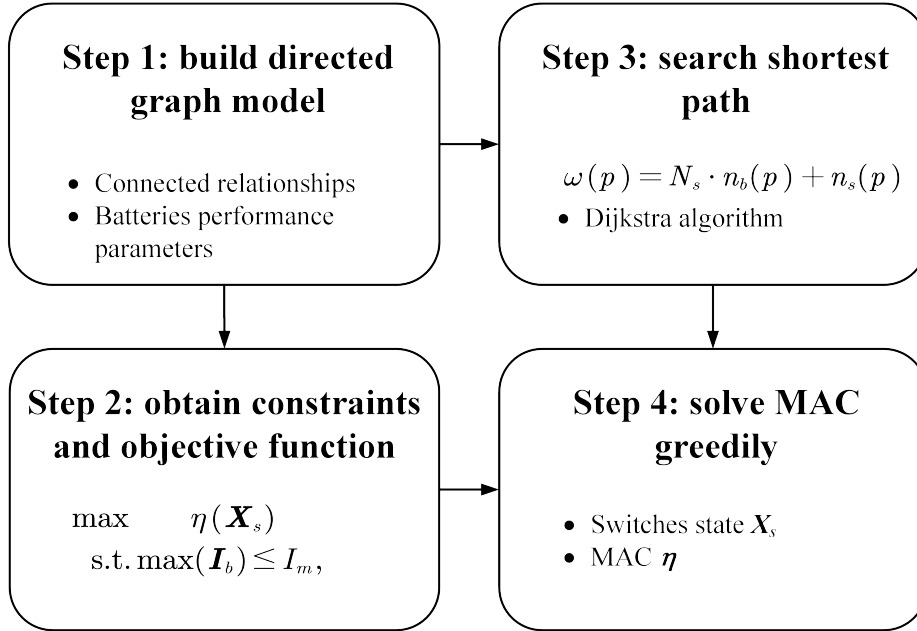 Step 1: build directed
graph model
• Connected relationships
• Batteries performance
parameters
Step 3: search shortest
path
ω(p) = N_s · n_b(p) + n_s(p)
• Dijkstra algorithm
Step 2: obtain constraints
and objective function
max η(X_s)
s.t. max(I_b) ≤ I_m,
Step 4: solve MAC
greedily
• Switches state X_s
• MAC η